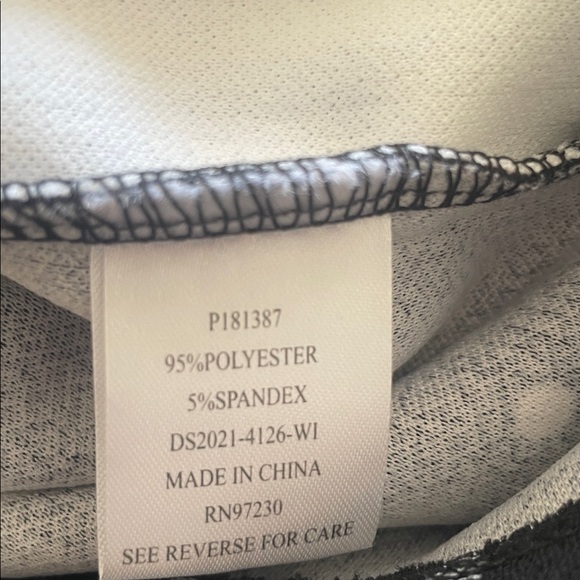 P181387
95%POLYESTER
5%SPANDEX
DS2021-4126-WI
MADE IN CHINA
RN97230
SEE REVERSE FOR CARE